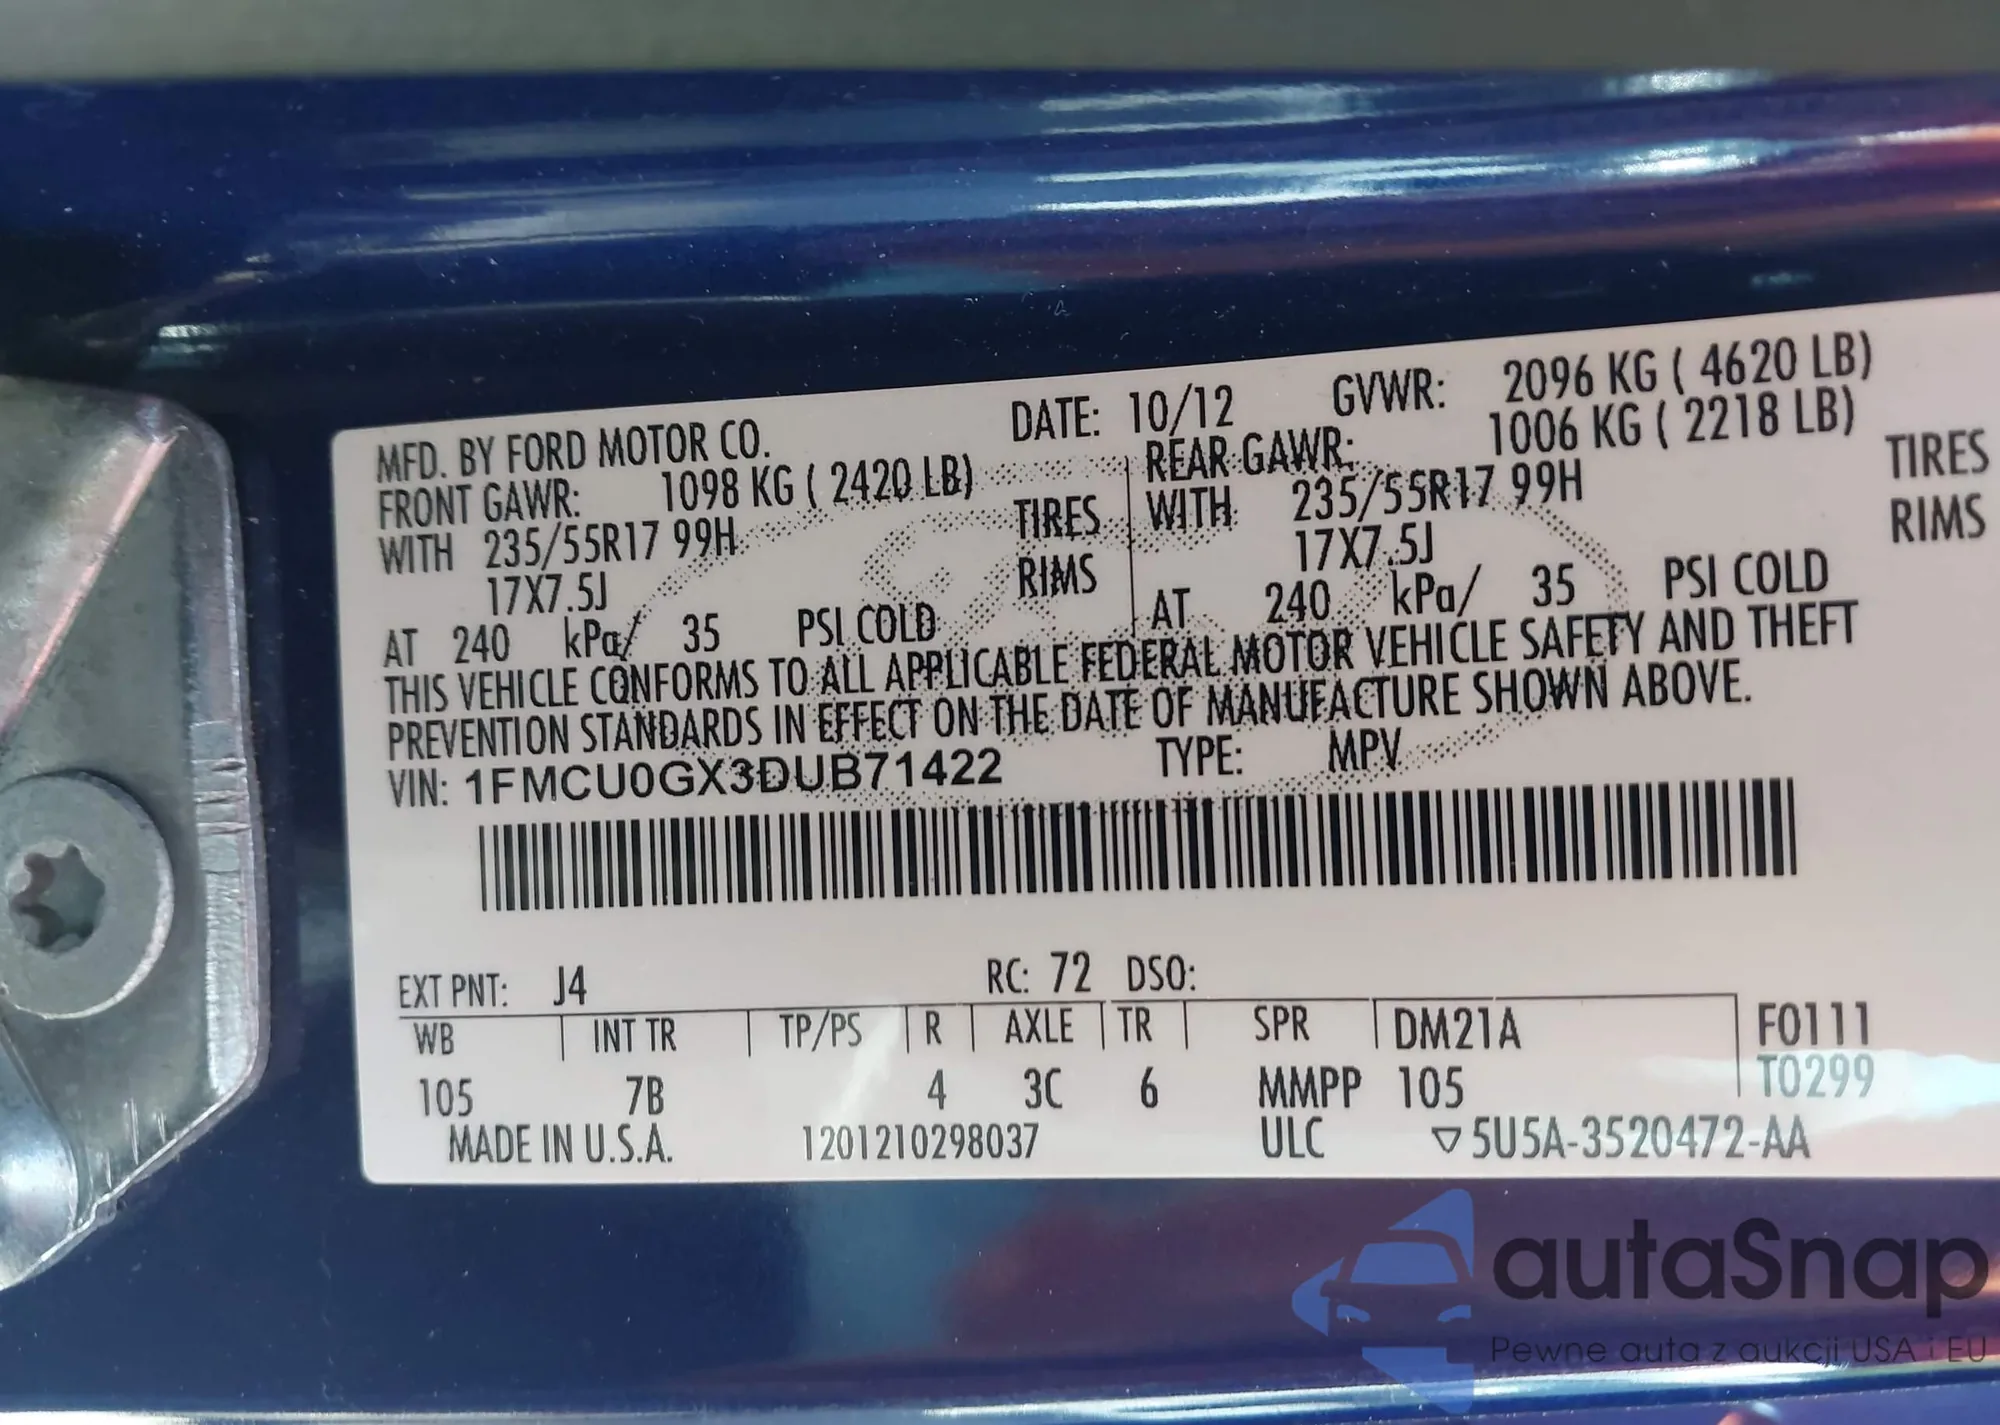 MFD. BY FORD MOTOR CO. DATE: 10/12 GVWR: 2096 KG ( 4620 LB)
FRONT GAWR: 1098 KG ( 2420 LB) REAR GAWR: 1006 KG ( 2218 LB)
WITH 235/55R17 99H TIRES WITH 235/55R17 99H TIRES
17X7.5J RIMS 17X7.5J RIMS
AT 240 kPa/ 35 PSI COLD AT 240 kPa/ 35 PSI COLD
THIS VEHICLE CONFORMS TO ALL APPLICABLE FEDERAL MOTOR VEHICLE SAFETY AND THEFT
PREVENTION STANDARDS IN EFFECT ON THE DATE OF MANUFACTURE SHOWN ABOVE.
VIN: 1FMCU0GX3DUB71422 TYPE: MPV
EXT PNT: J4 RC: 72 DSO:
WB INT TR TP/PS R AXLE TR SPR DM21A F0111
105 7B 4 3C 6 MMPP 105 T0299
MADE IN U.S.A. 1201210298037 ULC ▽5U5A-3520472-AA
autaSnap
Pewne auta z aukcji USA i EU